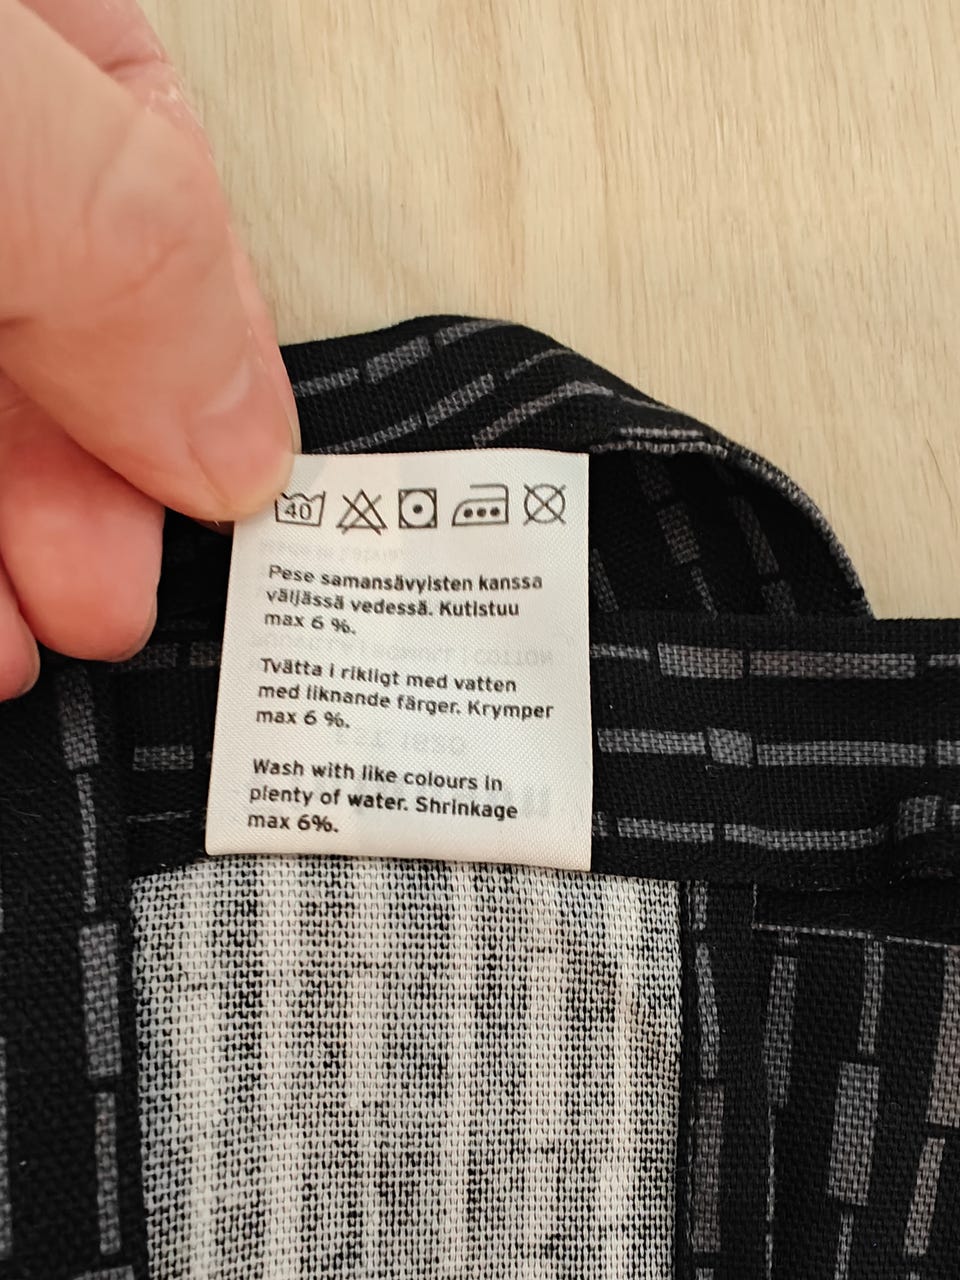 40
Pese samansävyisten kanssa
väljässä vedessä. Kutistuu
max 6 %.
Tvätta i rikligt med vatten
med liknande färger. Krymper
max 6 %.
Wash with like colours in
plenty of water. Shrinkage
max 6%.